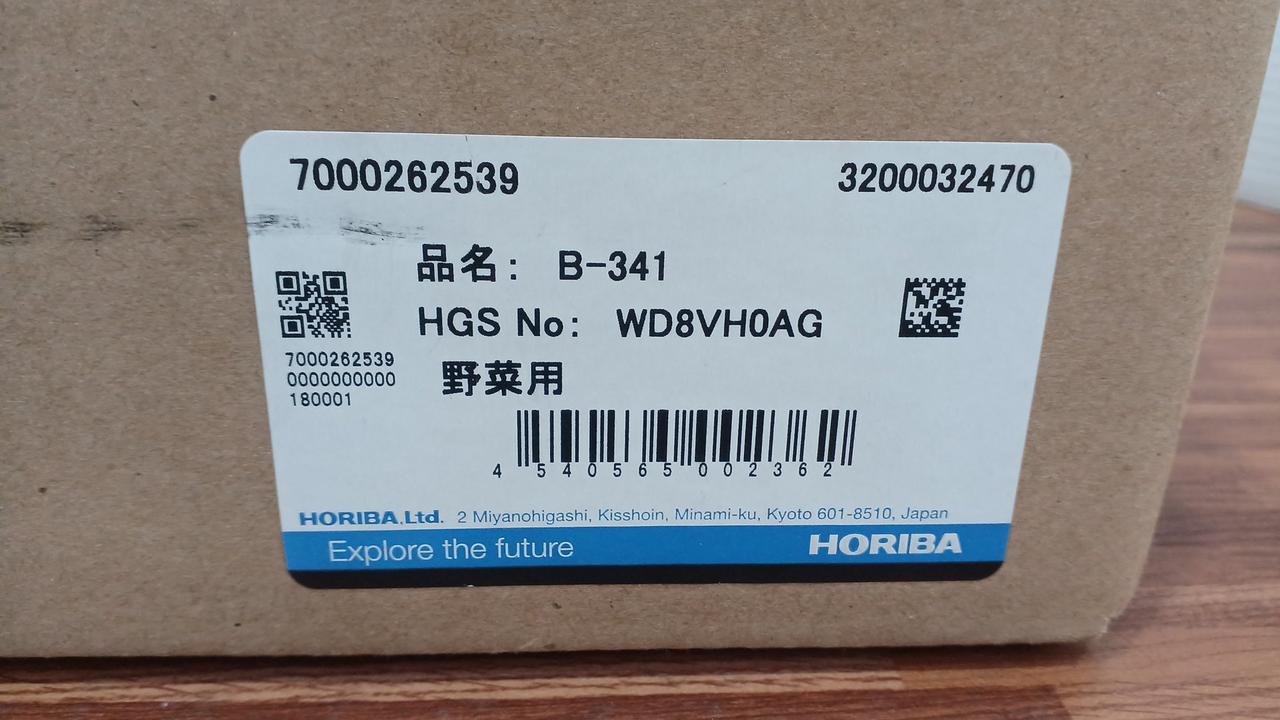 7000262539
3200032470
品名: B-341
HGS No: WD8VH0AG
7000262539
0000000000
180001
野菜用
4 540565 002362
HORIBA,Ltd. 2 Miyanohigashi, Kisshoin, Minami-ku, Kyoto 601-8510, Japan
Explore the future
HORIBA